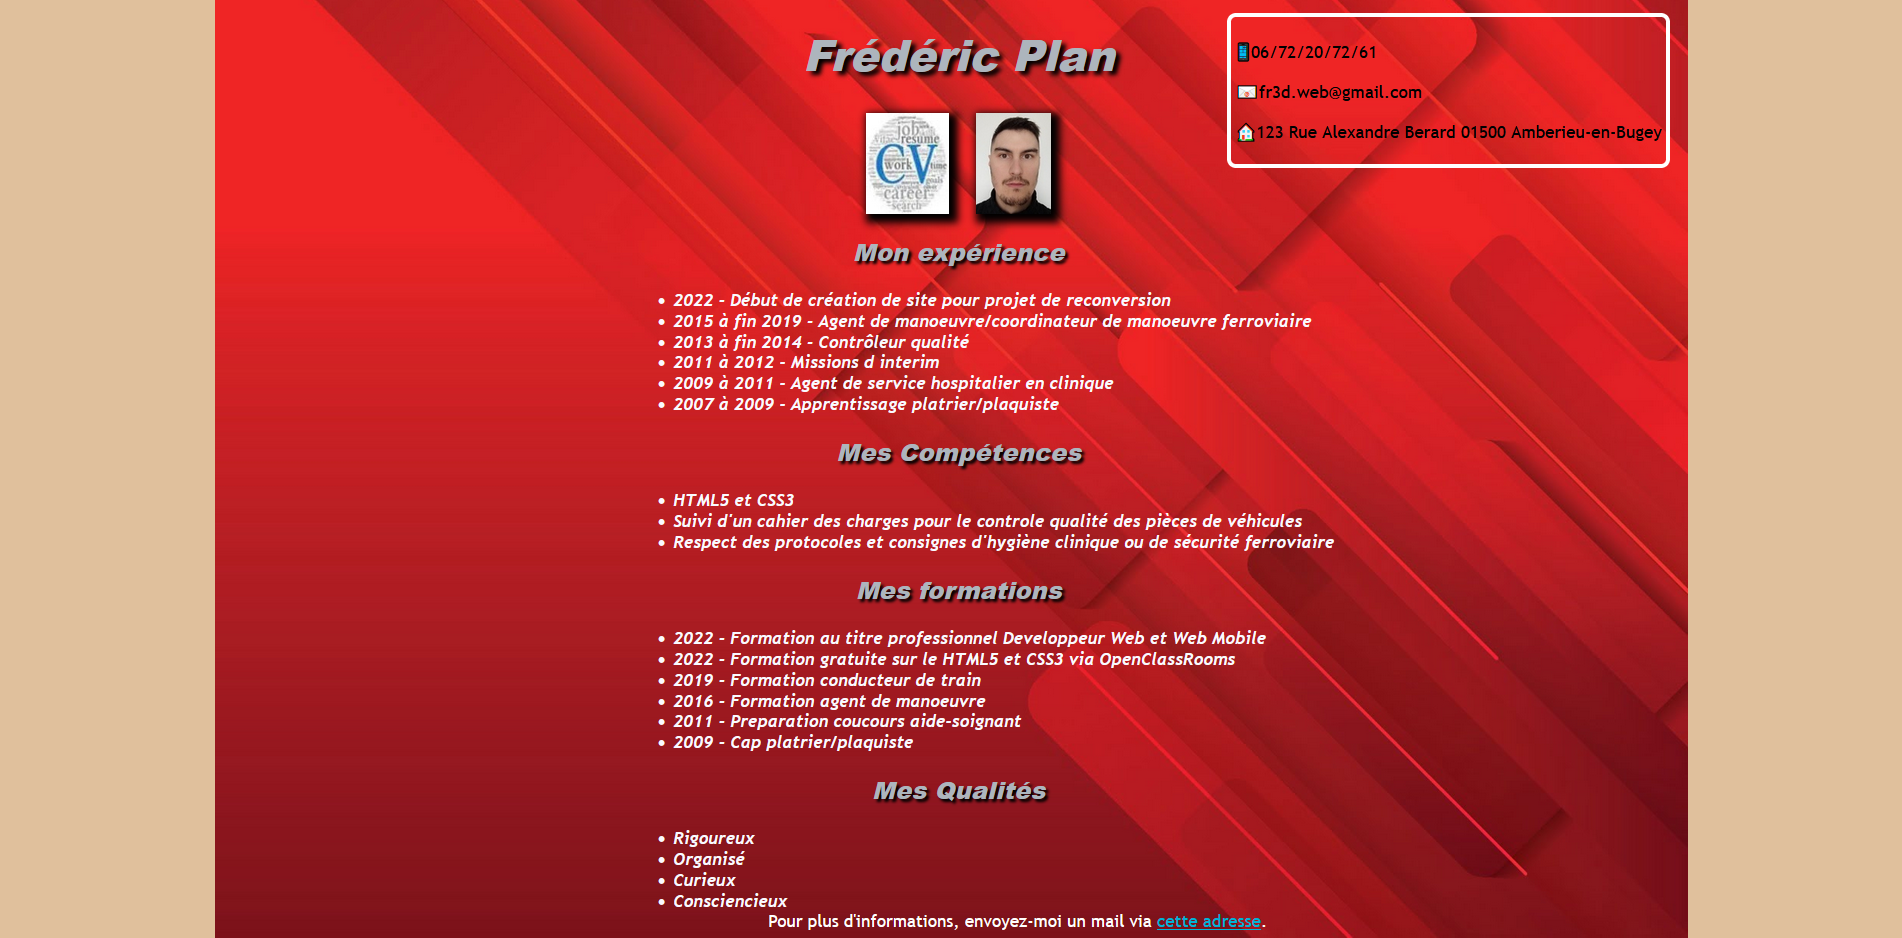 Frédéric Plan
06/72/20/72/61
fr3d.web@gmail.com
123 Rue Alexandre Berard 01500 Amberieu-en-Bugey
job
resume
CV
work
time
goals
career
search
Mon expérience
• 2022 - Début de création de site pour projet de reconversion
• 2015 à fin 2019 - Agent de manoeuvre/coordinateur de manoeuvre ferroviaire
• 2013 à fin 2014 - Contrôleur qualité
• 2011 à 2012 - Missions d interim
• 2009 à 2011 - Agent de service hospitalier en clinique
• 2007 à 2009 - Apprentissage platrier/plaquiste
Mes Compétences
• HTML5 et CSS3
• Suivi d'un cahier des charges pour le controle qualité des pièces de véhicules
• Respect des protocoles et consignes d'hygiène clinique ou de sécurité ferroviaire
Mes formations
• 2022 - Formation au titre professionnel Developpeur Web et Web Mobile
• 2022 - Formation gratuite sur le HTML5 et CSS3 via OpenClassRooms
• 2019 - Formation conducteur de train
• 2016 - Formation agent de manoeuvre
• 2011 - Preparation coucours aide-soignant
• 2009 - Cap platrier/plaquiste
Mes Qualités
• Rigoureux
• Organisé
• Curieux
• Consciencieux
Pour plus d'informations, envoyez-moi un mail via cette adresse.